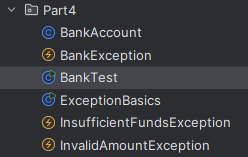 Part4
BankAccount
BankException
BankTest
ExceptionBasics
InsufficientFundsException
InvalidAmountException